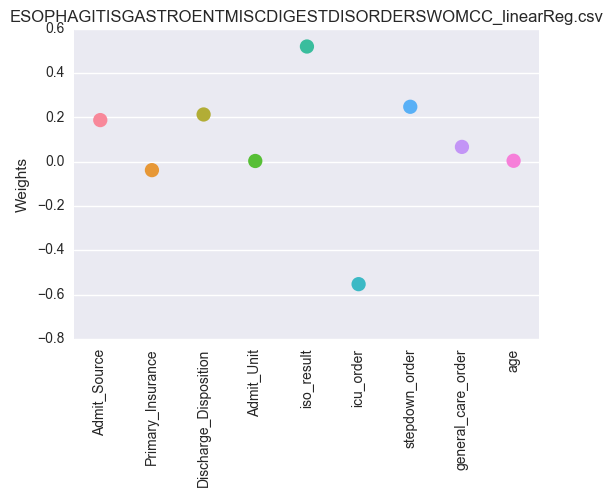 ESOPHAGITISGASTROENTMISCDIGESTDISORDERSWOMCC_linearReg.csv
Weights
0.6
0.4
0.2
0.0
−0.2
−0.4
−0.6
−0.8
Admit_Source
Primary_Insurance
Discharge_Disposition
Admit_Unit
iso_result
icu_order
stepdown_order
general_care_order
age